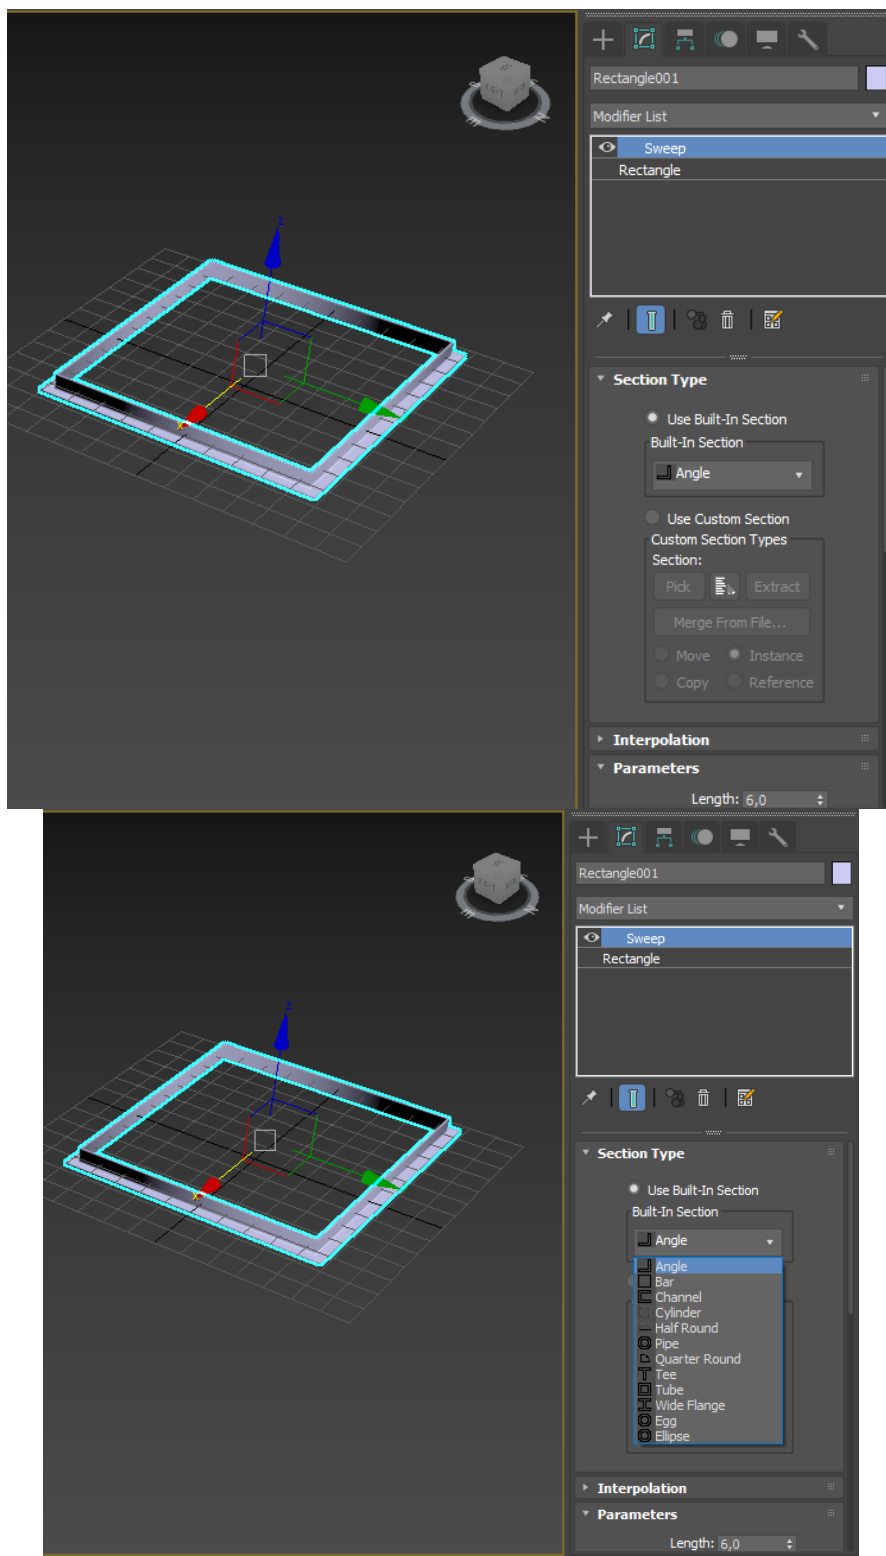 Rectangle001
Modifier List
Sweep
Rectangle
z
x
Section Type
Use Built-In Section
Built-In Section
Angle
Use Custom Section
Custom Section Types
Section:
Pick
Extract
Merge From File...
Move
Instance
Copy
Reference
Interpolation
Parameters
Length: 6,0
Rectangle001
Modifier List
Sweep
Rectangle
z
x
Section Type
Use Built-In Section
Built-In Section
Angle
Angle
Bar
Channel
Cylinder
Half Round
Pipe
Quarter Round
Tee
Tube
Wide Flange
Egg
Ellipse
Interpolation
Parameters
Length: 6,0